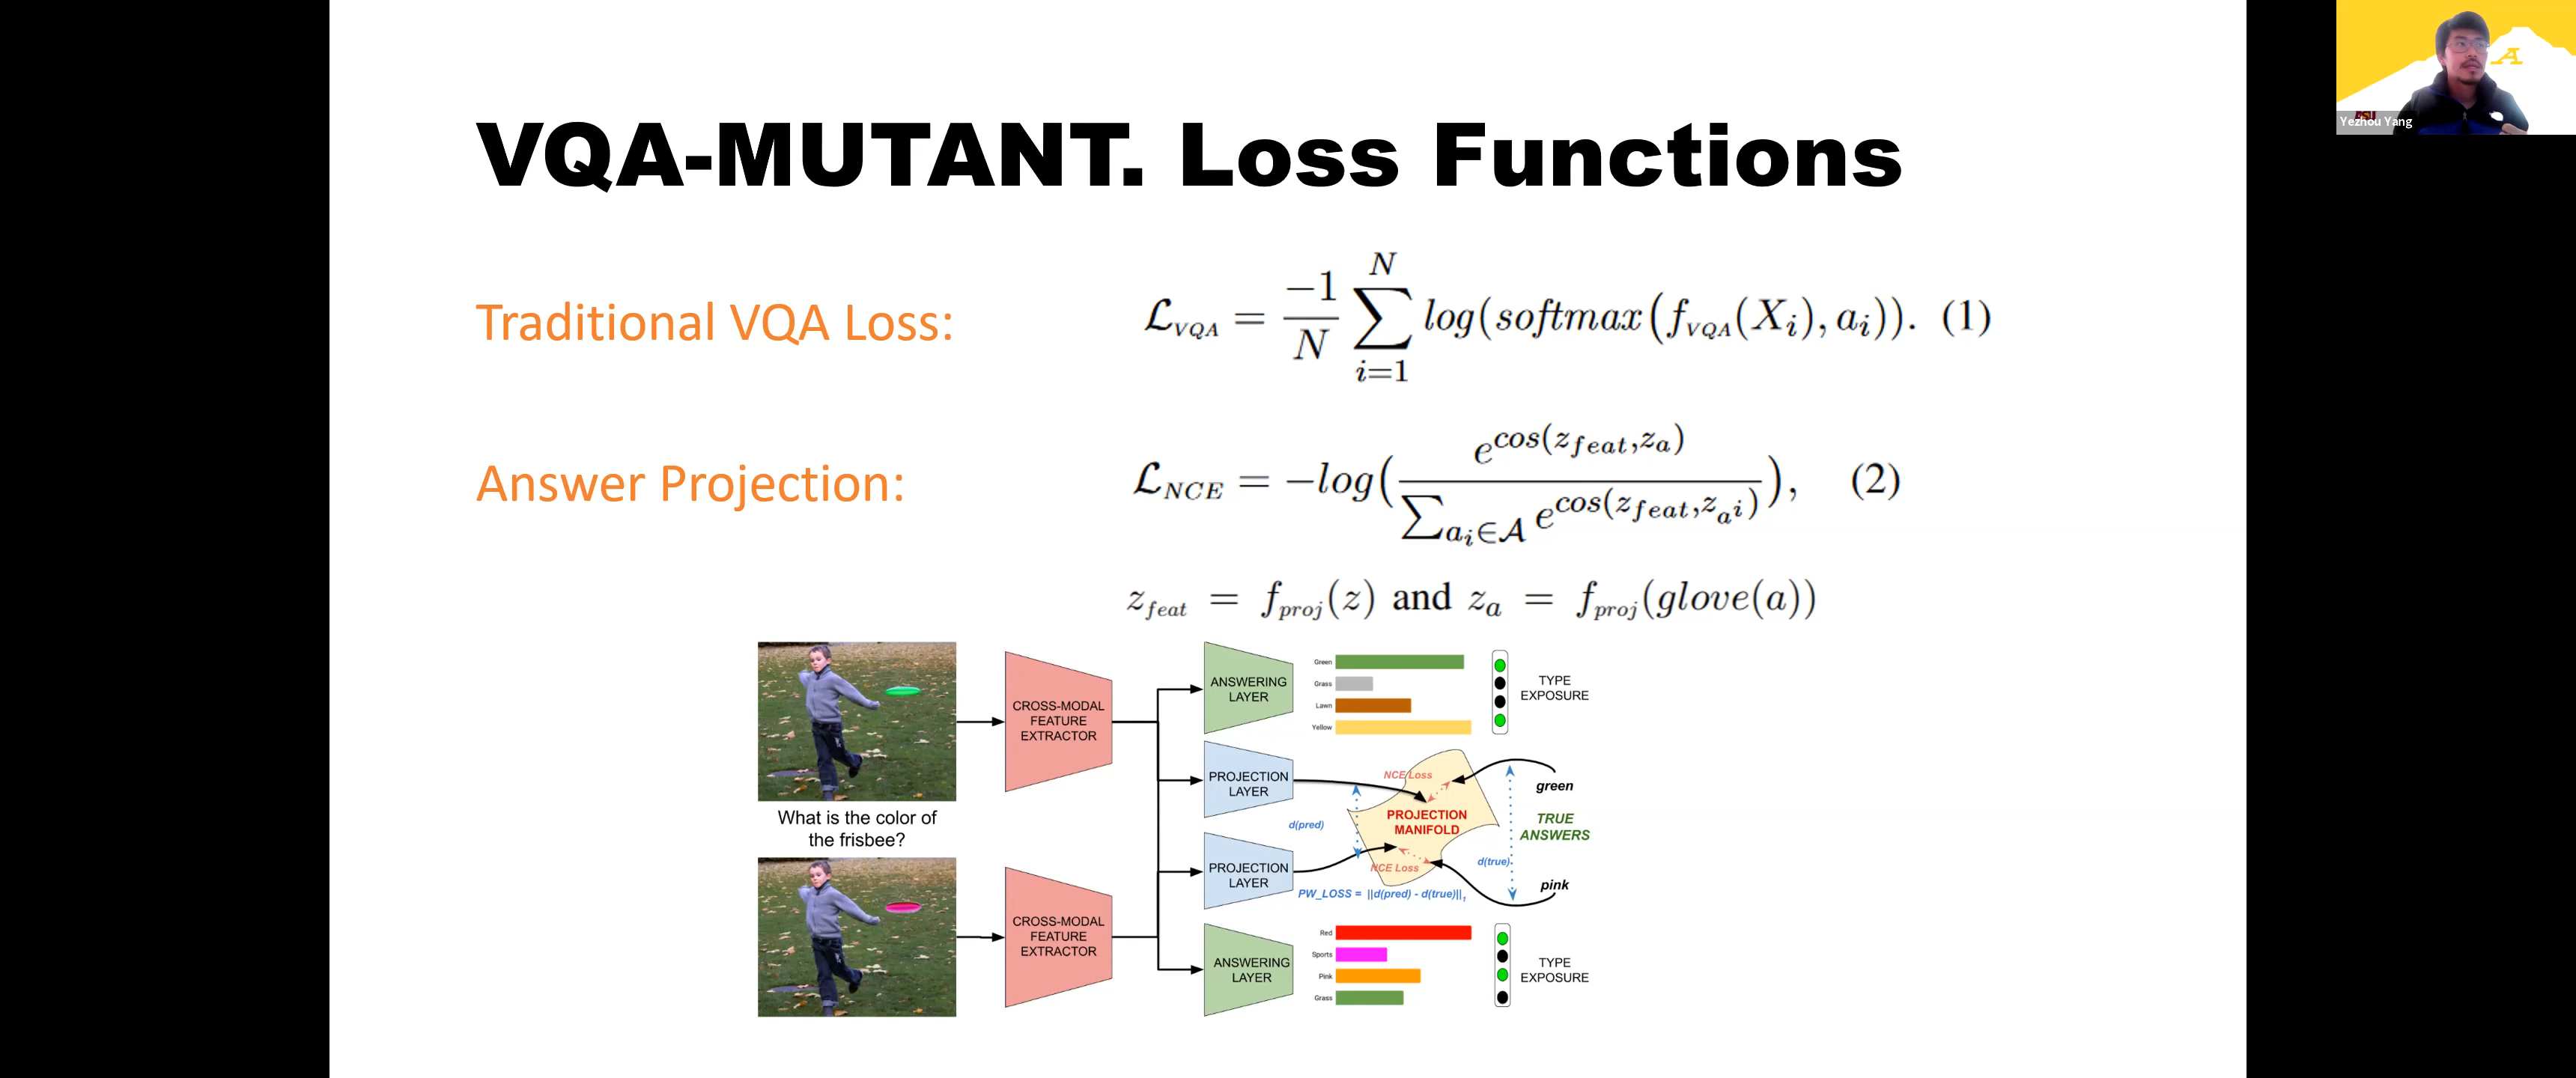 VQA-MUTANT. Loss Functions
Traditional VQA Loss:
L_VQA = -1/N ∑_{i=1}^{N} log(softmax(f_VQA(X_i), a_i)). (1)
Answer Projection:
L_NCE = -log(e^{cos(z_feat, z_a)} / ∑_{a_i∈A} e^{cos(z_feat, z_{a^i})}), (2)
z_feat = f_proj(z) and z_a = f_proj(glove(a))
What is the color of
the frisbee?
CROSS-MODAL
FEATURE
EXTRACTOR
CROSS-MODAL
FEATURE
EXTRACTOR
ANSWERING
LAYER
PROJECTION
LAYER
PROJECTION
LAYER
ANSWERING
LAYER
Green
Grass
Lawn
Yellow
TYPE
EXPOSURE
NCE Loss
PROJECTION
MANIFOLD
NCE Loss
d(pred)
d(true)
PW_LOSS = ||d(pred) - d(true)||₁
green
TRUE
ANSWERS
pink
Red
Sports
Pink
Grass
TYPE
EXPOSURE
A
Yezhou Yang